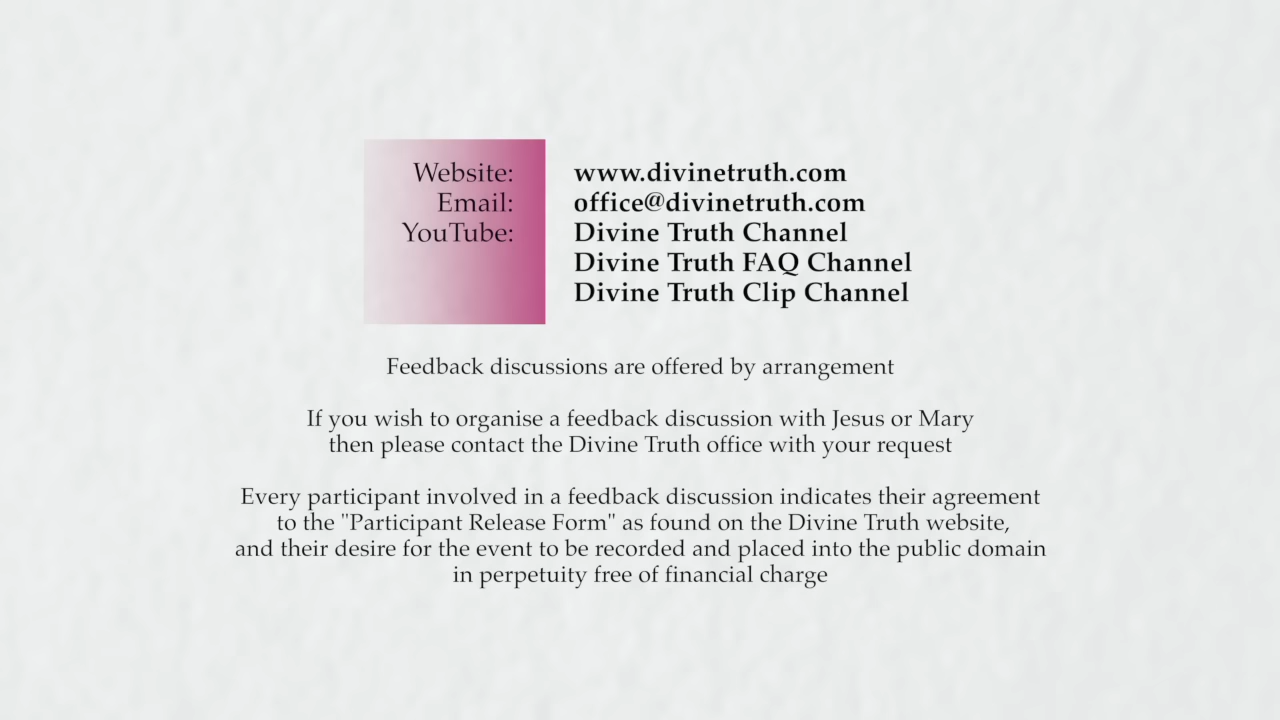 Website: www.divinetruth.com
Email: office@divinetruth.com
YouTube: Divine Truth Channel
Divine Truth FAQ Channel
Divine Truth Clip Channel
Feedback discussions are offered by arrangement
If you wish to organise a feedback discussion with Jesus or Mary
then please contact the Divine Truth office with your request
Every participant involved in a feedback discussion indicates their agreement
to the "Participant Release Form" as found on the Divine Truth website,
and their desire for the event to be recorded and placed into the public domain
in perpetuity free of financial charge